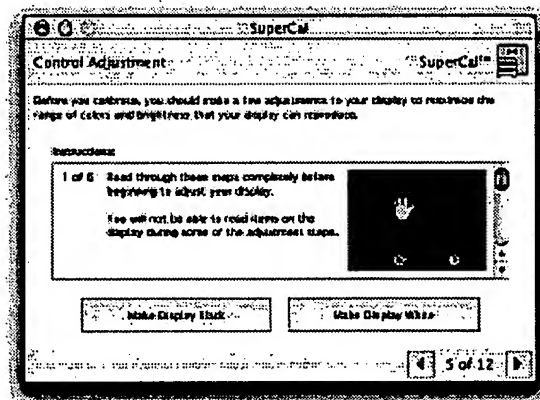 SuperCal
Control Adjustment
SuperCal™
Before you calibrate, you should make a few adjustments to your display to maximize the
range of colors and brightness that your display can reproduce.
Instructions:
1 of 6 Read through these steps completely before
beginning to adjust your display.
You will not be able to read items on the
display during some of the adjustment steps.
Make Display Black
Make Display White
5 of 12